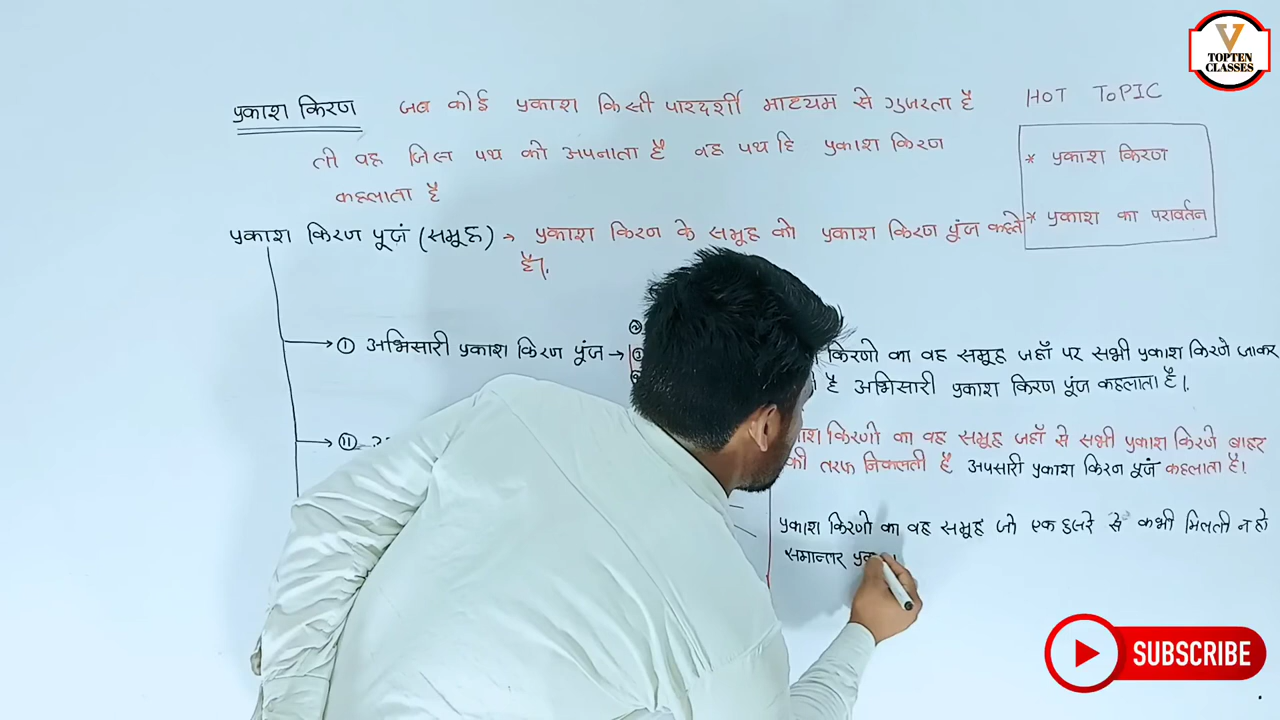 V
TOPTEN
CLASSES
HOT TOPIC
* प्रकाश किरण
* प्रकाश का परावर्तन
प्रकाश किरण जब कोई प्रकाश किसी पारदर्शी माध्यम से गुजरता है
तो वह जिस पथ को अपनाता है वह पथ हि प्रकाश किरण
कहलाता है
प्रकाश किरण पूजं (समूह) → प्रकाश किरण के समूह को प्रकाश किरण पूंज कहते
है।
① अभिसारी प्रकाश किरण पूंज →
किरणो का वह समूह जहाँ पर सभी प्रकाश किरणे जाकर
है अभिसारी प्रकाश किरण पूंज कहलाता है।
⑪
किरणो का वह समूह जहाँ से सभी प्रकाश किरणे बाहर
की तरफ निकलती है अपसारी प्रकाश किरन पूजं कहलाता है।
प्रकाश किरणो का वह समूह जो एक दुसरे से कभी मिलती न हो
समान्तर
SUBSCRIBE